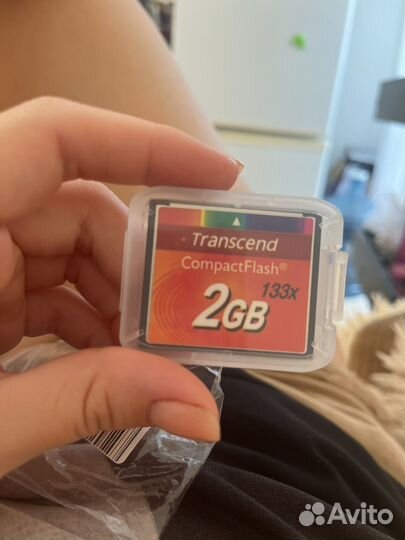 Transcend
CompactFlash®
133x
2GB
Avito